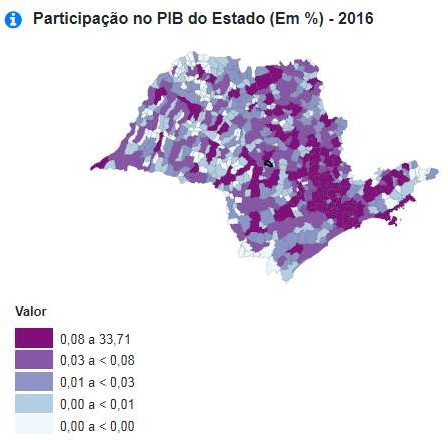 i Participação no PIB do Estado (Em %) - 2016
Valor
0,08 a 33,71
0,03 a < 0,08
0,01 a < 0,03
0,00 a < 0,01
0,00 a < 0,00